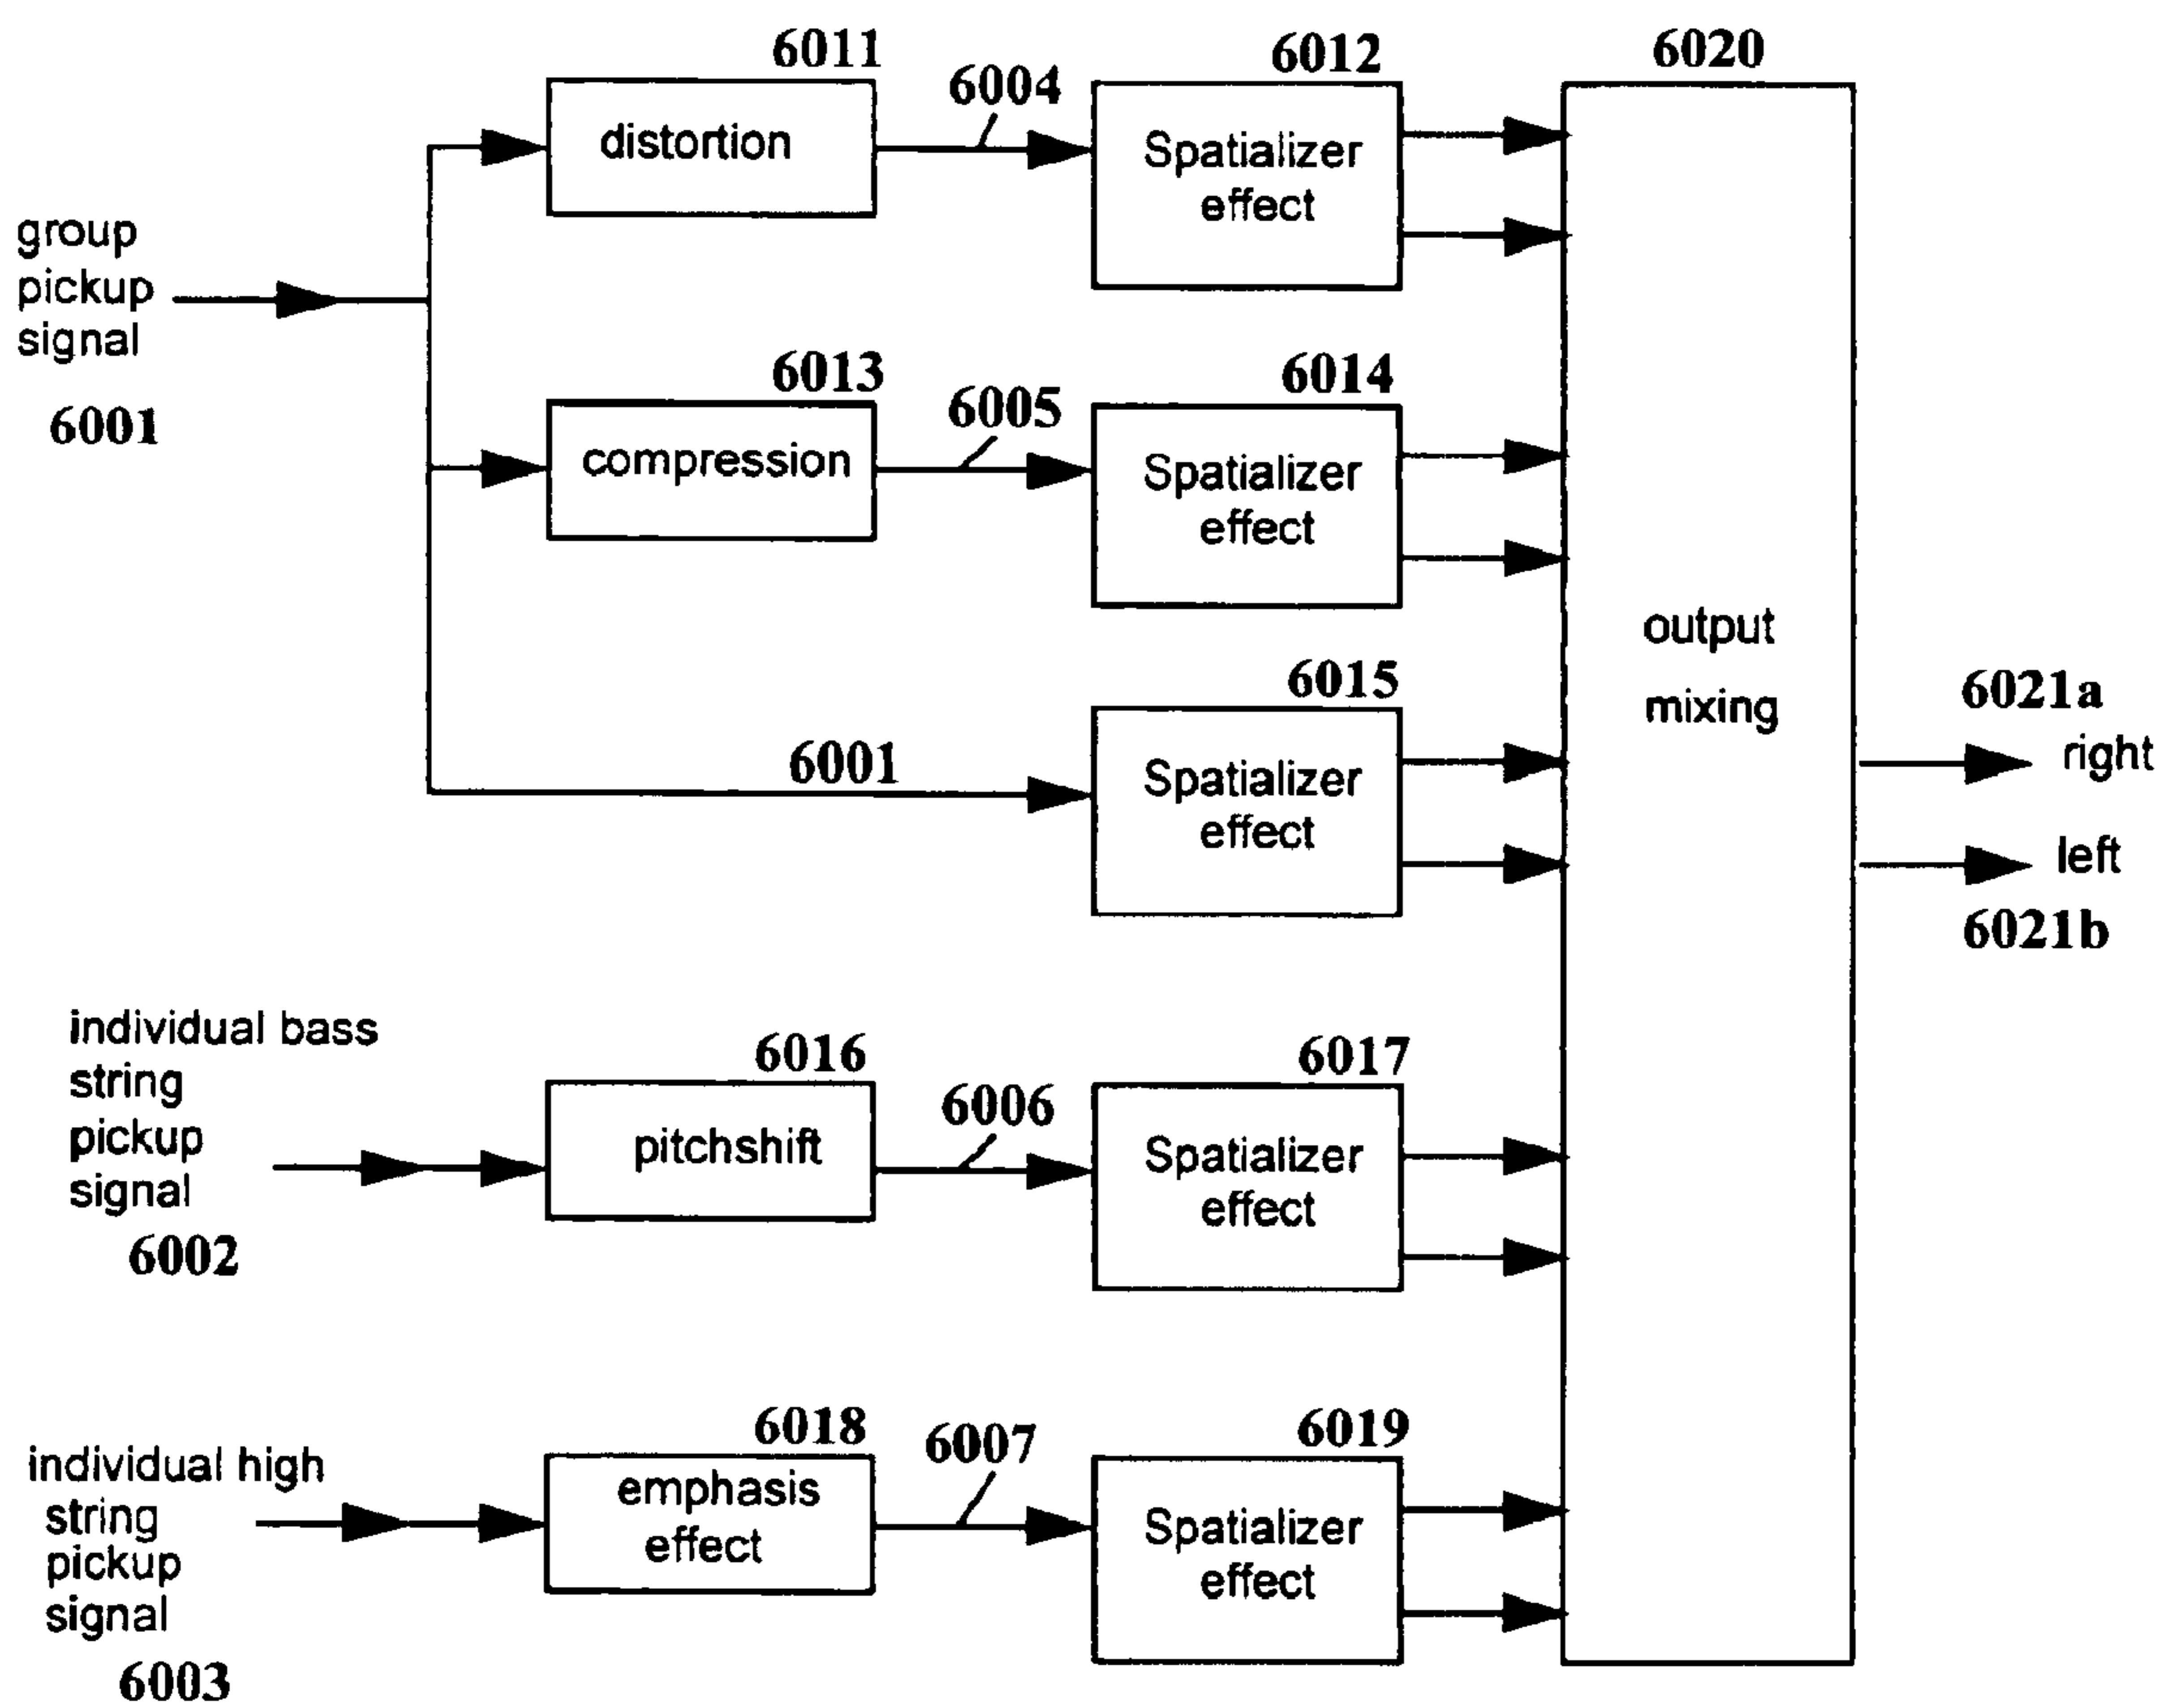 6011
6004
6012
6020
distortion
Spatializer
effect
group
pickup
signal
6001
6013
6005
6014
compression
Spatializer
effect
output
mixing
6015
6001
Spatializer
effect
6021a
right
left
6021b
individual bass
string
pickup
signal
6002
6016
6006
6017
pitchshift
Spatializer
effect
individual high
string
pickup
signal
6003
6018
6007
6019
emphasis
effect
Spatializer
effect